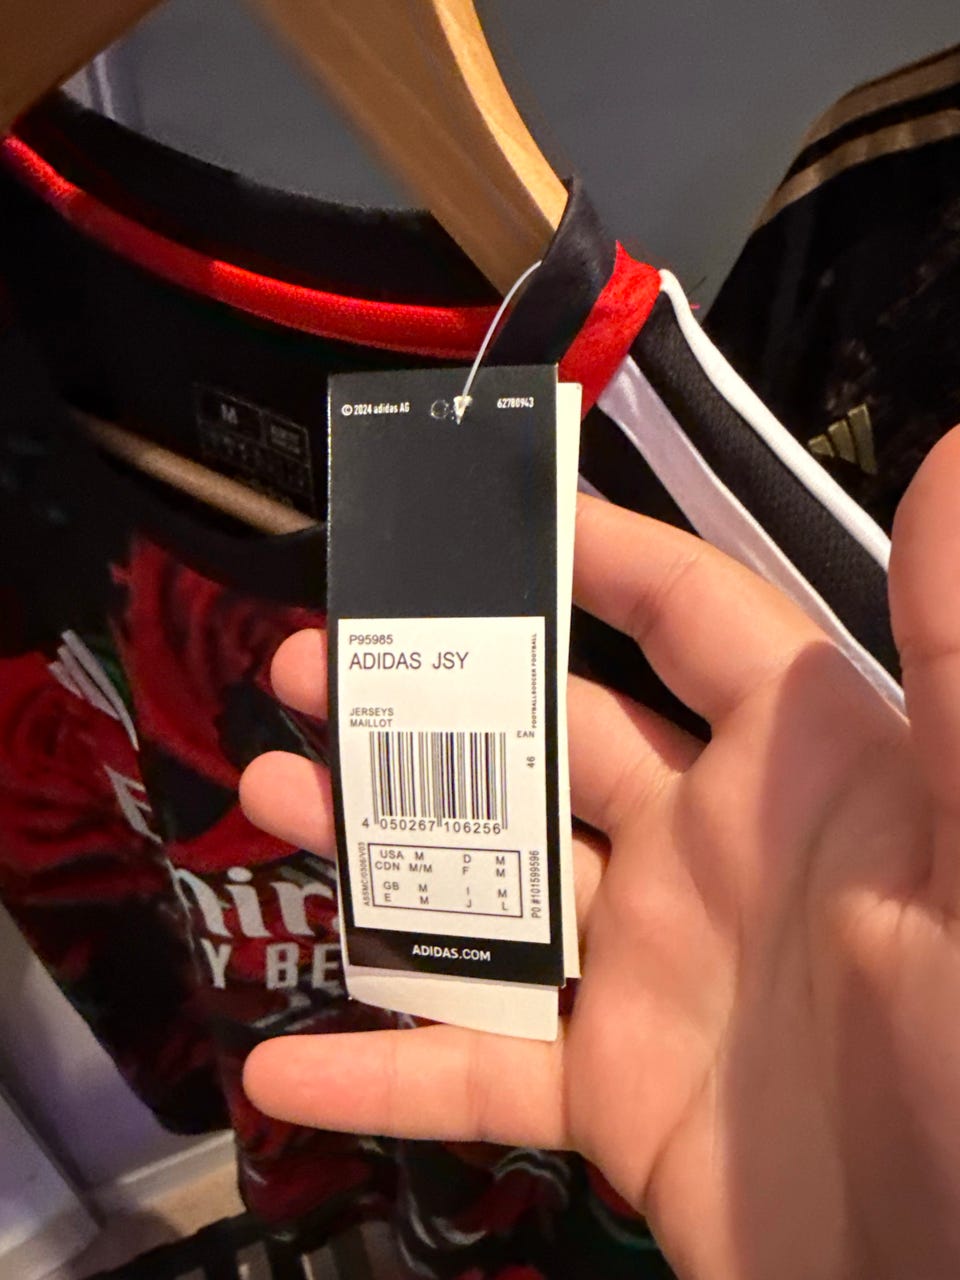 © 2024 adidas AG
62780943
M
P95985
ADIDAS JSY
FOOTBALL/SOCCER FOOTBALL
JERSEYS
MAILLOT
EAN
46
4 050267 106256
USA M D M
CDN M/M F M
GB M I M
E M J L
PO #101599596
ADIDAS.COM
Y BE